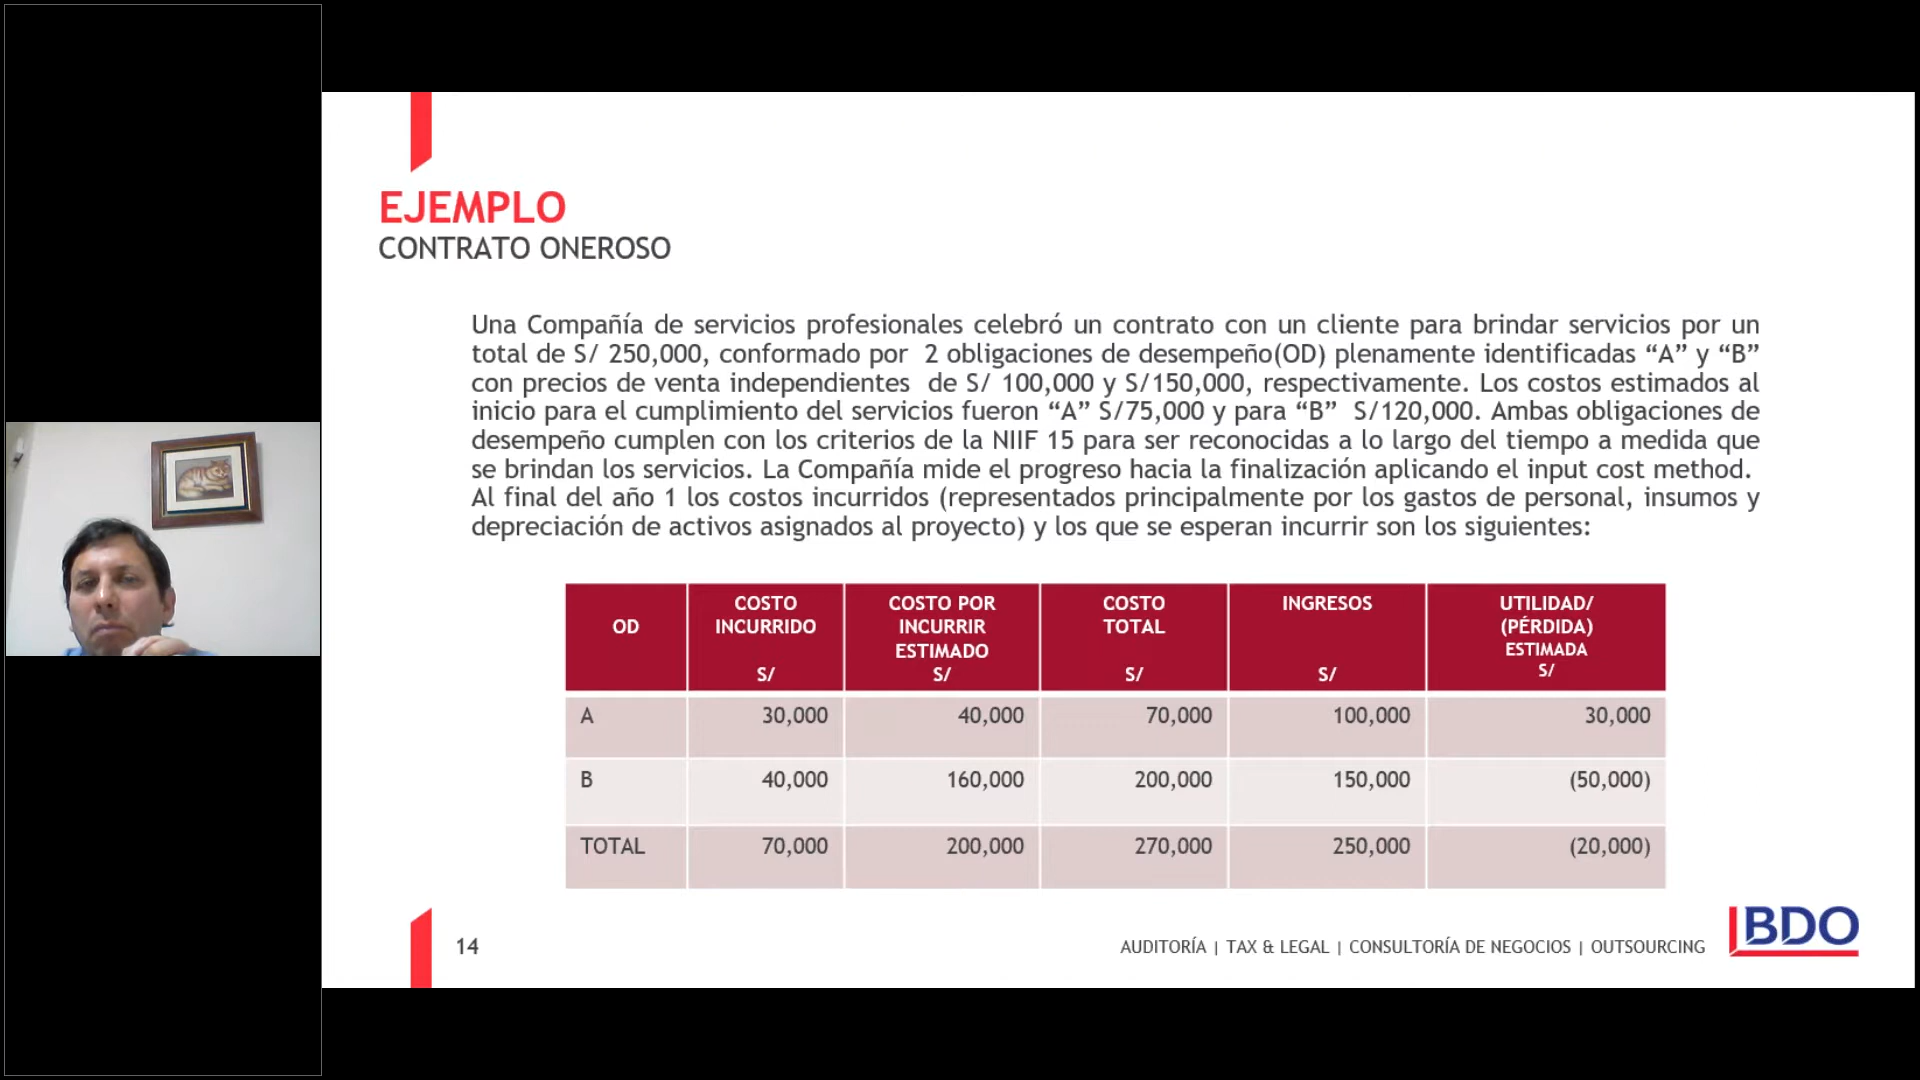 EJEMPLO
CONTRATO ONEROSO
Una Compañía de servicios profesionales celebró un contrato con un cliente para brindar servicios por un
total de S/ 250,000, conformado por 2 obligaciones de desempeño(OD) plenamente identificadas “A” y “B”
con precios de venta independientes de S/ 100,000 y S/150,000, respectivamente. Los costos estimados al
inicio para el cumplimiento del servicios fueron “A” S/75,000 y para “B” S/120,000. Ambas obligaciones de
desempeño cumplen con los criterios de la NIIF 15 para ser reconocidas a lo largo del tiempo a medida que
se brindan los servicios. La Compañía mide el progreso hacia la finalización aplicando el input cost method.
Al final del año 1 los costos incurridos (representados principalmente por los gastos de personal, insumos y
depreciación de activos asignados al proyecto) y los que se esperan incurrir son los siguientes:
OD
COSTO
INCURRIDO
S/
COSTO POR
INCURRIR
ESTIMADO
S/
COSTO
TOTAL
S/
INGRESOS
S/
UTILIDAD/
(PÉRDIDA)
ESTIMADA
S/
A 30,000 40,000 70,000 100,000 30,000
B 40,000 160,000 200,000 150,000 (50,000)
TOTAL 70,000 200,000 270,000 250,000 (20,000)
14
AUDITORÍA | TAX & LEGAL | CONSULTORÍA DE NEGOCIOS | OUTSOURCING
BDO